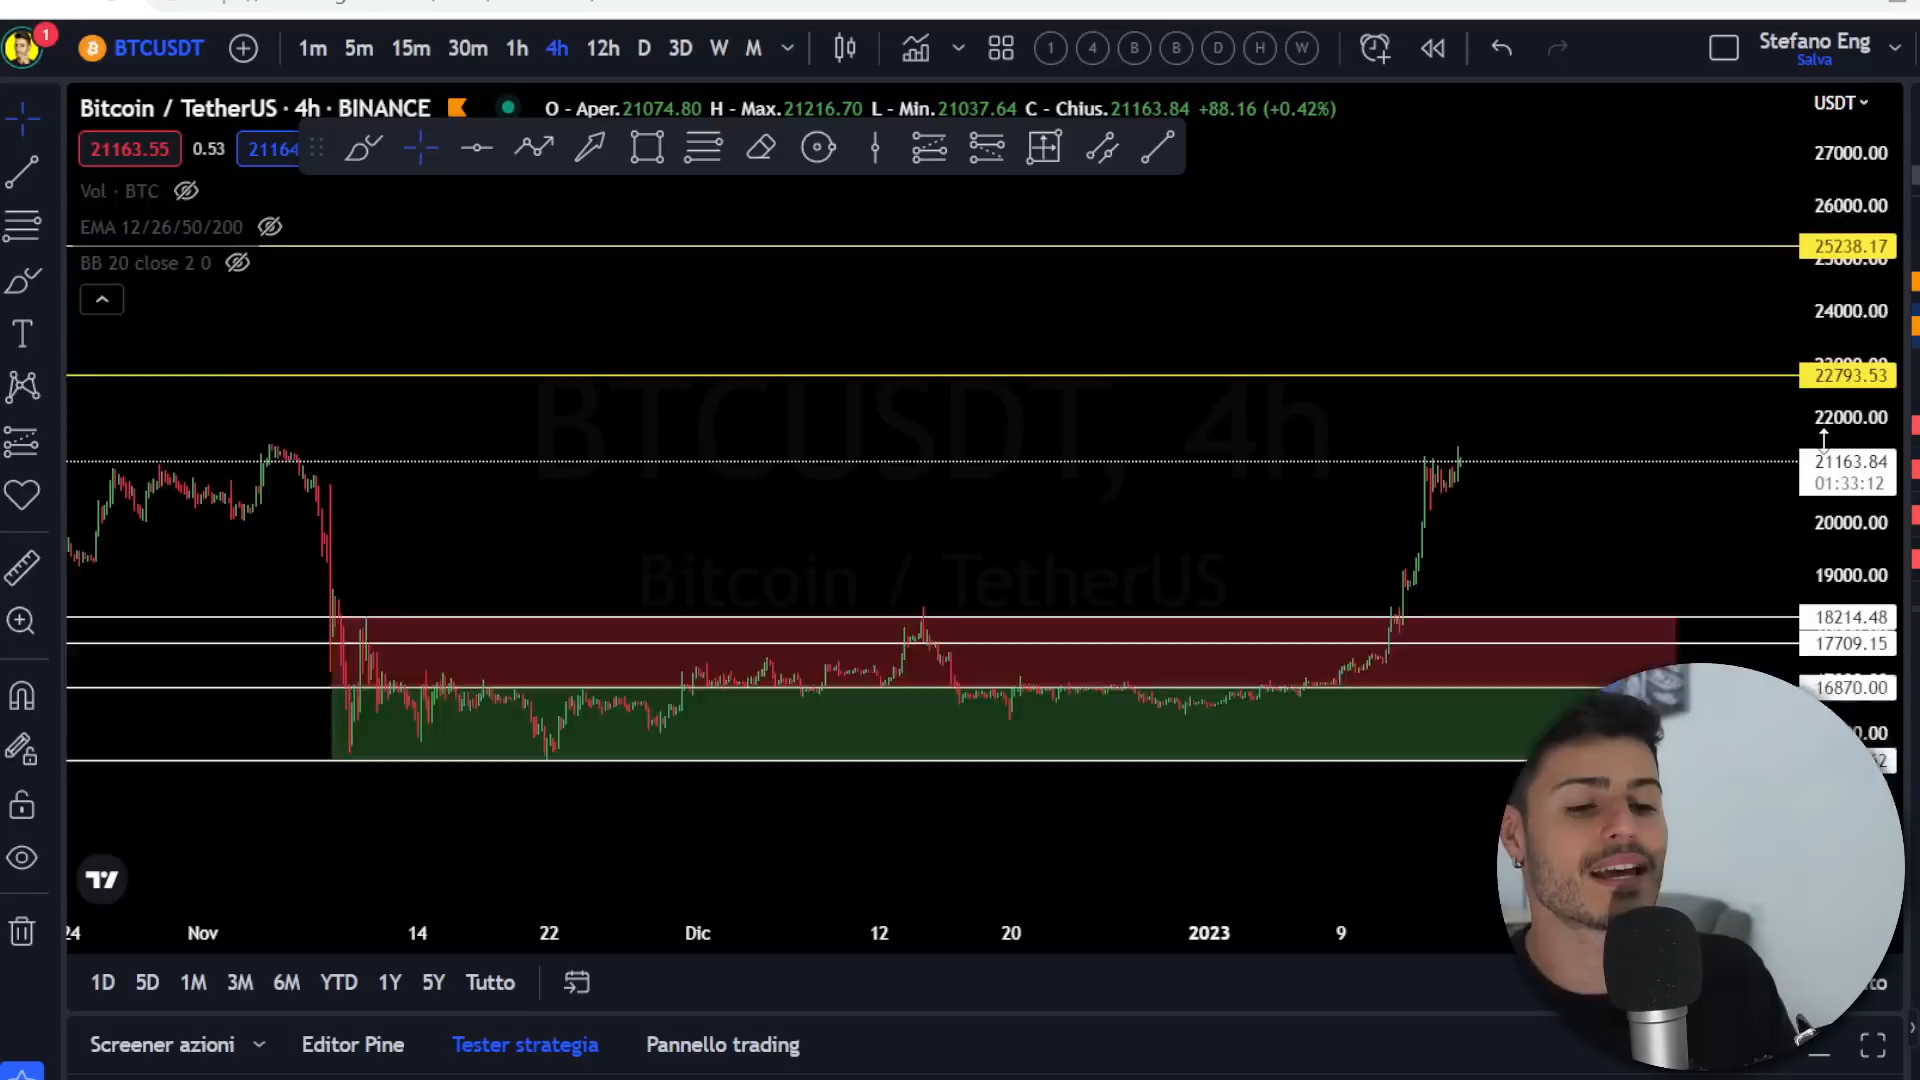 1
BTCUSDT 1m 5m 15m 30m 1h 4h 12h D 3D W M 1 4 B B D H W Stefano Eng
Salva
Bitcoin / TetherUS · 4h · BINANCE O - Aper.21074.80 H - Max.21216.70 L - Min.21037.64 C - Chius.21163.84 +88.16 (+0.42%)
USDT
21163.55 0.53 21164
Vol · BTC
EMA 12/26/50/200
BB 20 close 2 0
27000.00
26000.00
25238.17
24000.00
22793.53
22000.00
21163.84
01:33:12
20000.00
19000.00
18214.48
17709.15
16870.00
BTCUSDT, 4h
Bitcoin / TetherUS
24 Nov 14 22 Dic 12 20 2023 9
1D 5D 1M 3M 6M YTD 1Y 5Y Tutto
Screener azioni Editor Pine Tester strategia Pannello trading